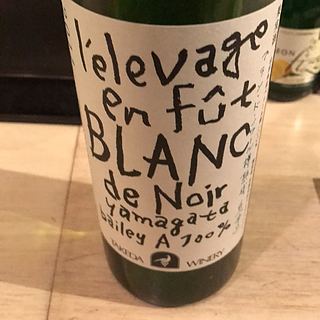 l'élevage
en fût
BLANC
de Noir
yamagata
bailey A 100%
TAKEDA WINERY